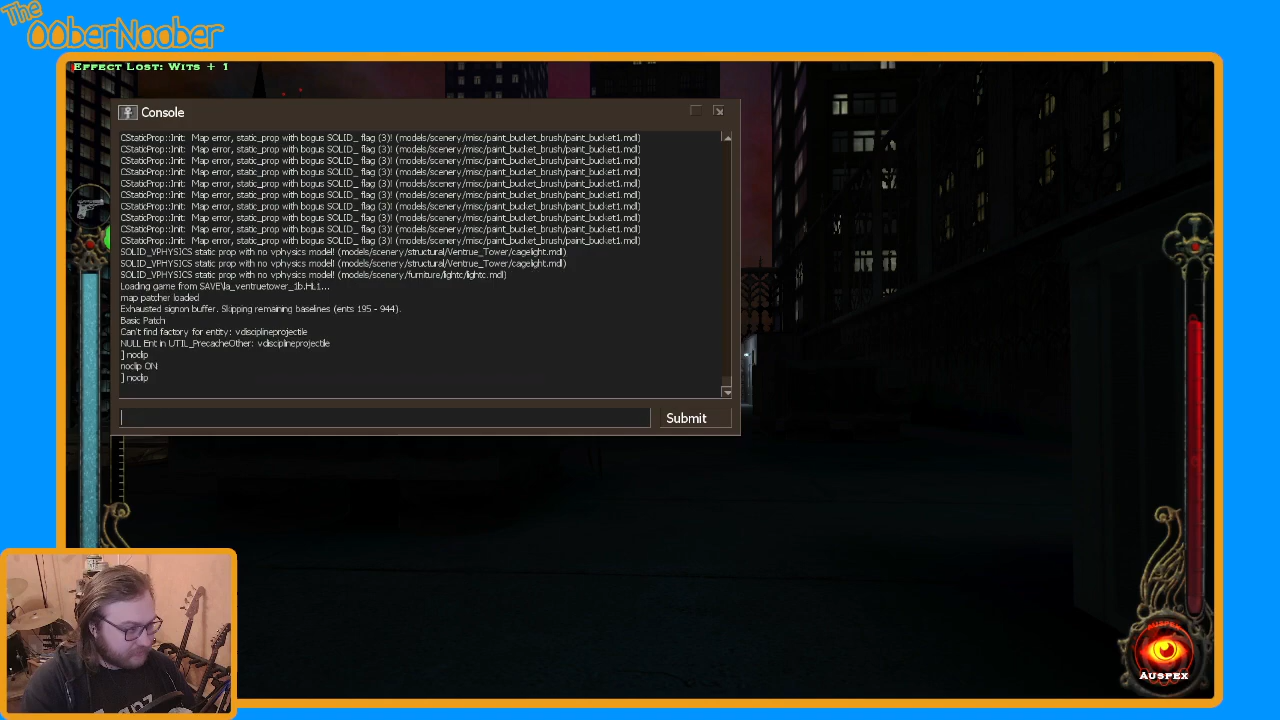 The
OOberNoober
Effect Lost: Wits + 1
Console
CStaticProp::Init: Map error, static_prop with bogus SOLID_ flag (3)! (models/scenery/misc/paint_bucket_brush/paint_bucket1.mdl)
CStaticProp::Init: Map error, static_prop with bogus SOLID_ flag (3)! (models/scenery/misc/paint_bucket_brush/paint_bucket1.mdl)
CStaticProp::Init: Map error, static_prop with bogus SOLID_ flag (3)! (models/scenery/misc/paint_bucket_brush/paint_bucket1.mdl)
CStaticProp::Init: Map error, static_prop with bogus SOLID_ flag (3)! (models/scenery/misc/paint_bucket_brush/paint_bucket1.mdl)
CStaticProp::Init: Map error, static_prop with bogus SOLID_ flag (3)! (models/scenery/misc/paint_bucket_brush/paint_bucket1.mdl)
CStaticProp::Init: Map error, static_prop with bogus SOLID_ flag (3)! (models/scenery/misc/paint_bucket_brush/paint_bucket1.mdl)
CStaticProp::Init: Map error, static_prop with bogus SOLID_ flag (3)! (models/scenery/misc/paint_bucket_brush/paint_bucket1.mdl)
CStaticProp::Init: Map error, static_prop with bogus SOLID_ flag (3)! (models/scenery/misc/paint_bucket_brush/paint_bucket1.mdl)
CStaticProp::Init: Map error, static_prop with bogus SOLID_ flag (3)! (models/scenery/misc/paint_bucket_brush/paint_bucket1.mdl)
CStaticProp::Init: Map error, static_prop with bogus SOLID_ flag (3)! (models/scenery/misc/paint_bucket_brush/paint_bucket1.mdl)
SOLID_VPHYSICS static prop with no vphysics model! (models/scenery/structural/Ventrue_Tower/cagelight.mdl)
SOLID_VPHYSICS static prop with no vphysics model! (models/scenery/structural/Ventrue_Tower/cagelight.mdl)
SOLID_VPHYSICS static prop with no vphysics model! (models/scenery/furniture/lightc/lightc.mdl)
Loading game from SAVE\la_ventruetower_1b.HL1...
map patcher loaded
Exhausted signon buffer. Skipping remaining baselines (ents 195 - 944).
Basic Patch
Can't find factory for entity: vdisciplineprojectile
NULL Ent in UTIL_PrecacheOther: vdisciplineprojectile
] noclip
noclip ON
] noclip
Submit
Auspex
Auspex